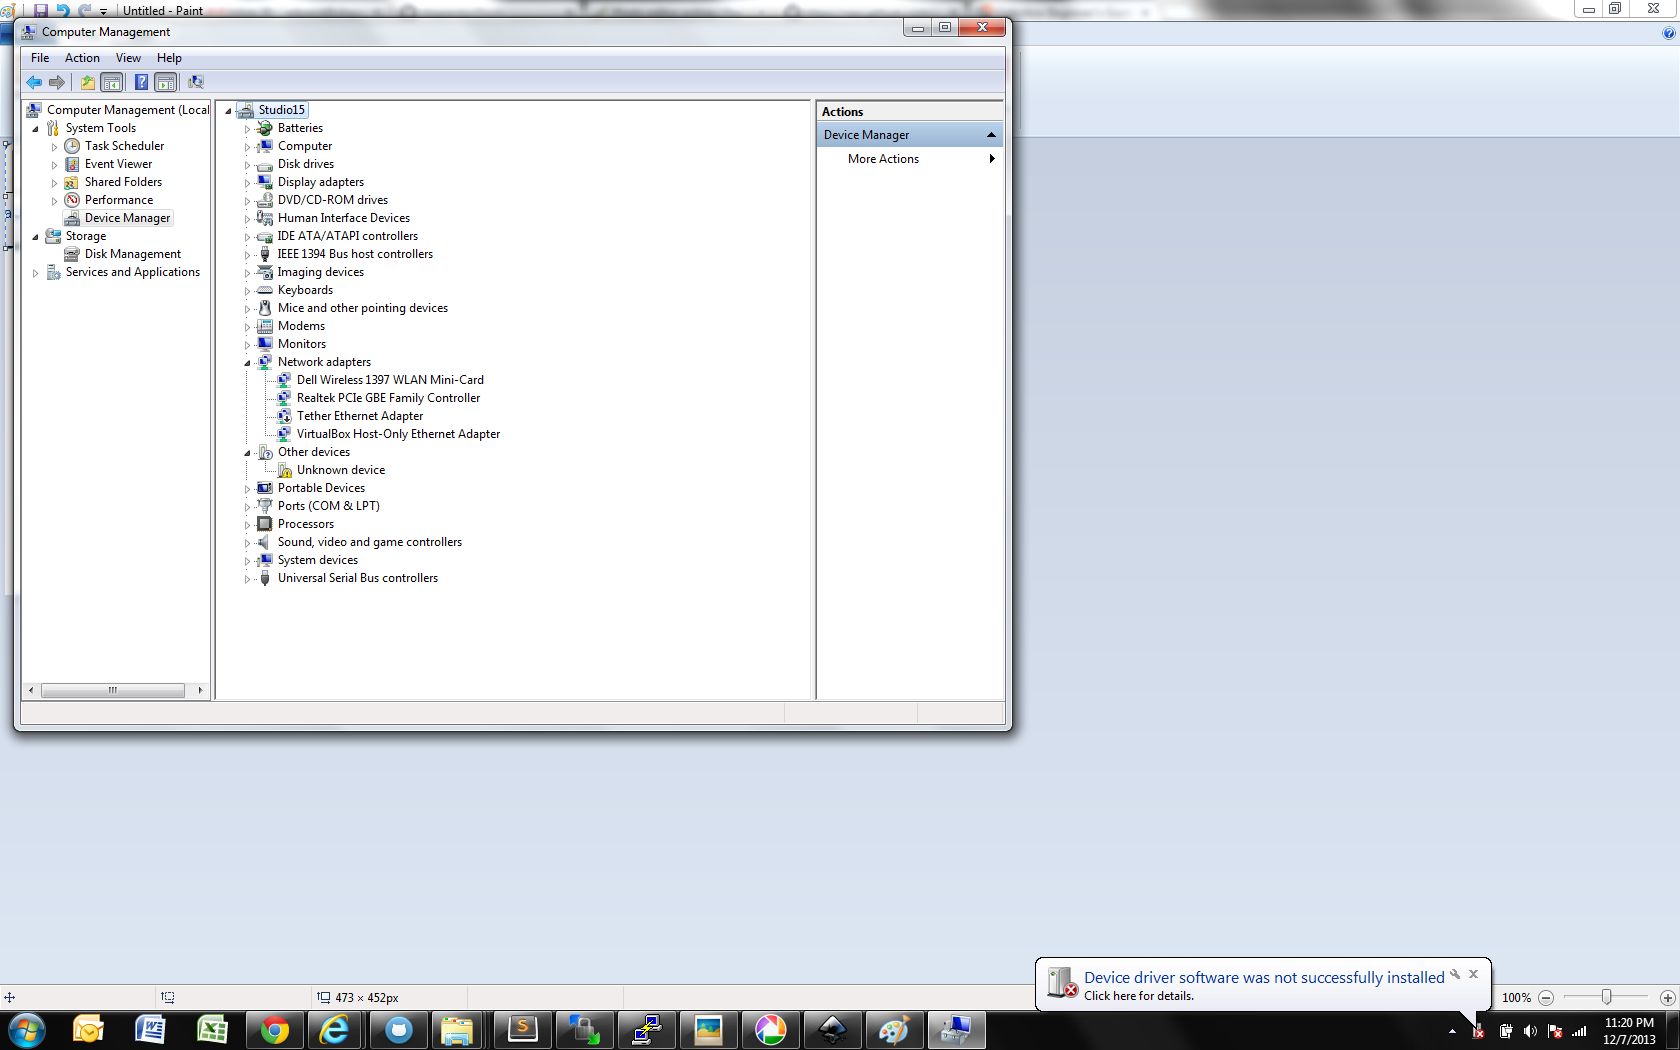 Untitled - Paint
Computer Management
File Action View Help
Computer Management (Local
System Tools
Task Scheduler
Event Viewer
Shared Folders
Performance
Device Manager
Storage
Disk Management
Services and Applications
Studio15
Batteries
Computer
Disk drives
Display adapters
DVD/CD-ROM drives
Human Interface Devices
IDE ATA/ATAPI controllers
IEEE 1394 Bus host controllers
Imaging devices
Keyboards
Mice and other pointing devices
Modems
Monitors
Network adapters
Dell Wireless 1397 WLAN Mini-Card
Realtek PCIe GBE Family Controller
Tether Ethernet Adapter
VirtualBox Host-Only Ethernet Adapter
Other devices
Unknown device
Portable Devices
Ports (COM & LPT)
Processors
Sound, video and game controllers
System devices
Universal Serial Bus controllers
Actions
Device Manager
More Actions
Device driver software was not successfully installed
Click here for details.
473 × 452px
100%
11:20 PM
12/7/2013